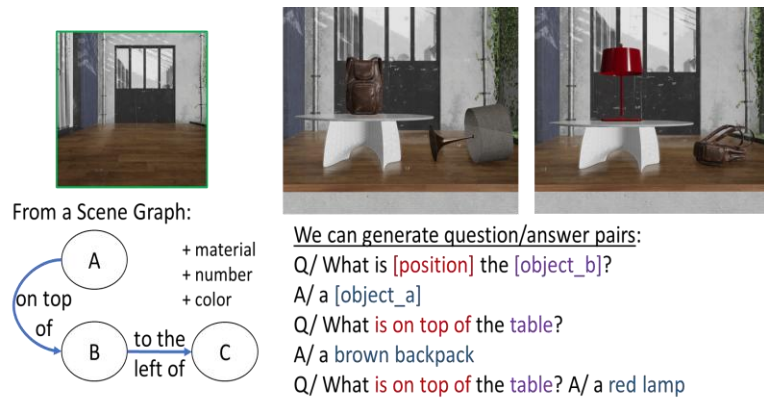 From a Scene Graph:
A
+ material
+ number
+ color
on top
of
B
to the
left of
C
We can generate question/answer pairs:
Q/ What is [position] the [object_b]?
A/ a [object_a]
Q/ What is on top of the table?
A/ a brown backpack
Q/ What is on top of the table? A/ a red lamp